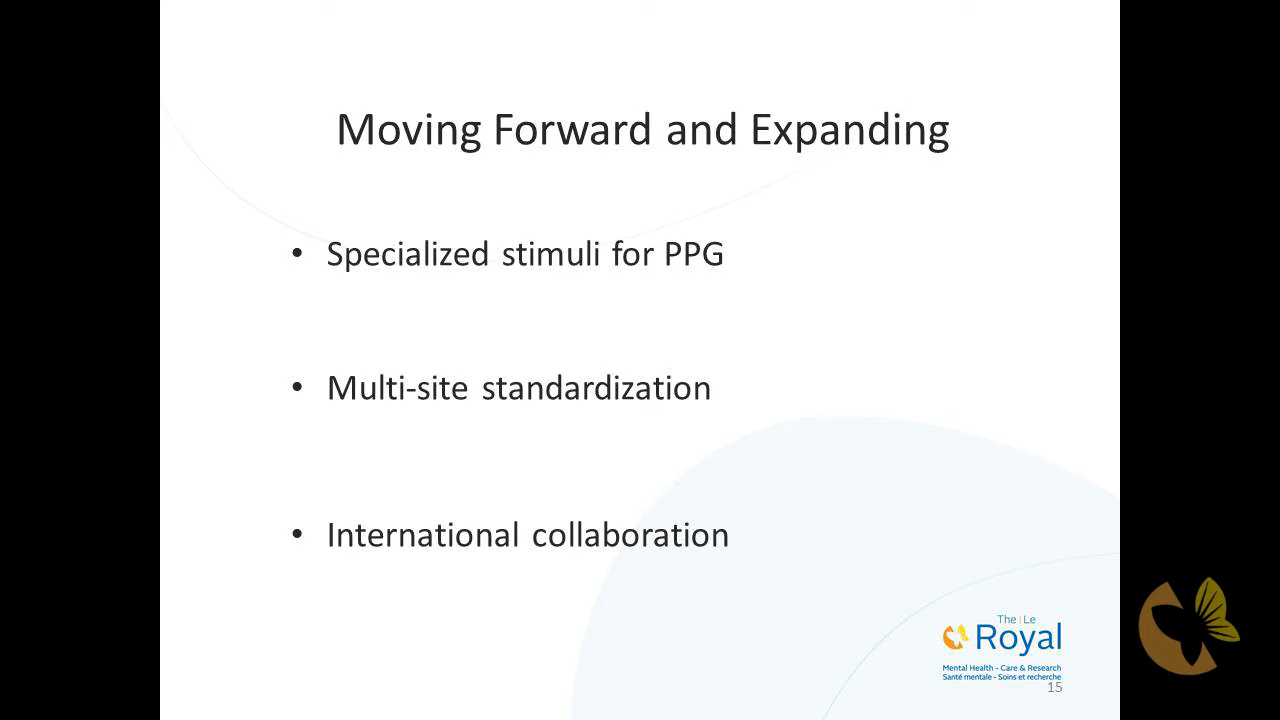 Moving Forward and Expanding
• Specialized stimuli for PPG
• Multi-site standardization
• International collaboration
The | Le
Royal
Mental Health - Care & Research
Santé mentale - Soins et recherche
15